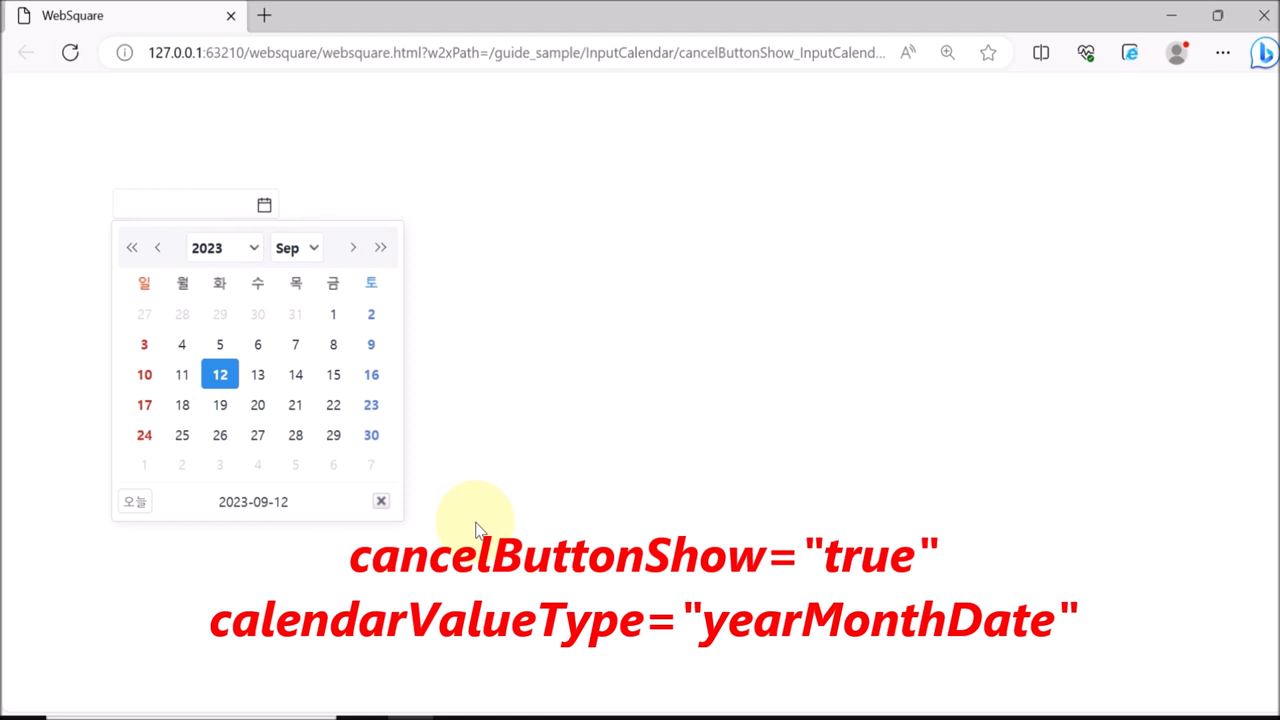 WebSquare
127.0.0.1:63210/websquare/websquare.html?w2xPath=/guide_sample/InputCalendar/cancelButtonShow_InputCalend...
2023 Sep
일 월 화 수 목 금 토
27 28 29 30 31 1 2
3 4 5 6 7 8 9
10 11 12 13 14 15 16
17 18 19 20 21 22 23
24 25 26 27 28 29 30
1 2 3 4 5 6 7
오늘 2023-09-12
cancelButtonShow="true"
calendarValueType="yearMonthDate"